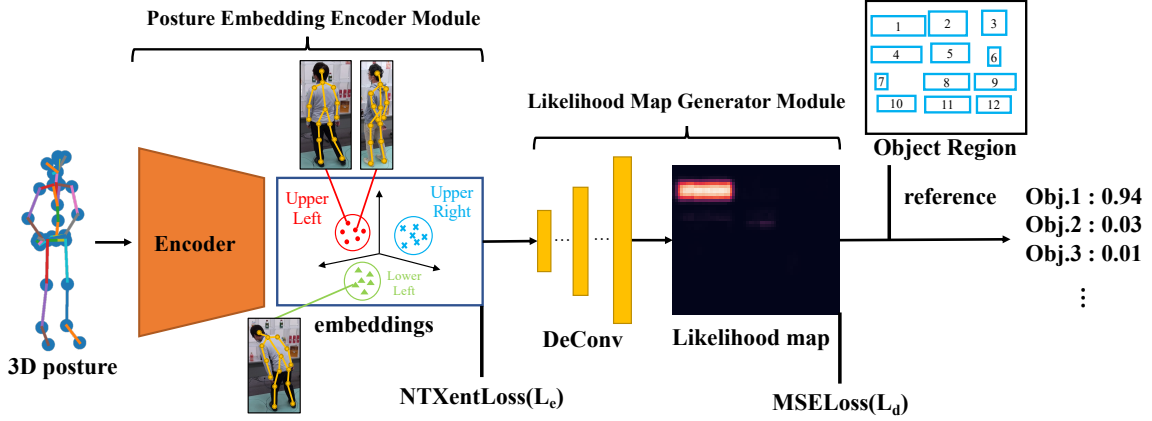 Posture Embedding Encoder Module
Likelihood Map Generator Module
1
2
3
4
5
6
7
8
9
10
11
12
Object Region
Encoder
Upper
Left
Upper
Right
Lower
Left
embeddings
3D posture
DeConv
Likelihood map
reference
Obj.1 : 0.94
Obj.2 : 0.03
Obj.3 : 0.01
⋮
NTXentLoss(Lₑ)
MSELoss(L_d)